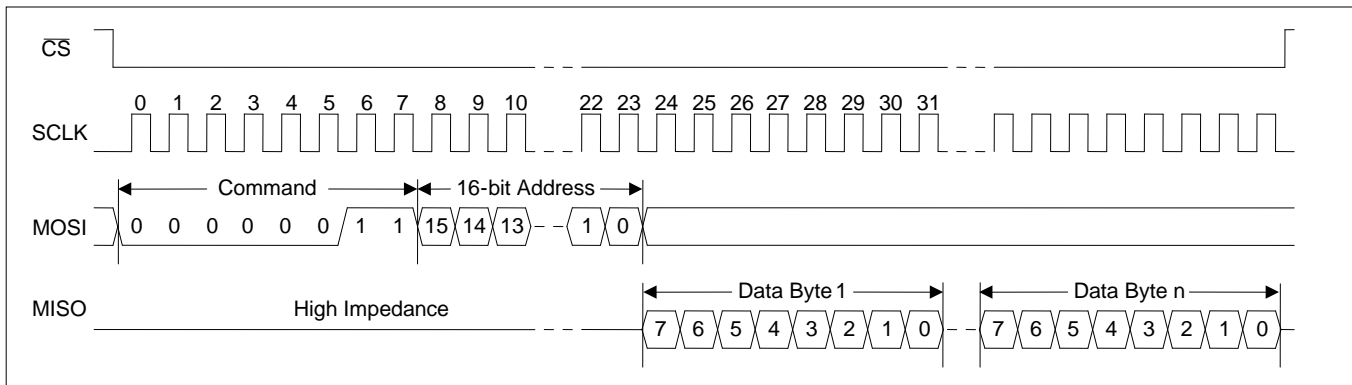 CS
0 1 2 3 4 5 6 7 8 9 10 22 23 24 25 26 27 28 29 30 31
SCLK
Command 16-bit Address
MOSI 0 0 0 0 0 0 1 1 15 14 13 1 0
Data Byte 1 Data Byte n
MISO High Impedance
7 6 5 4 3 2 1 0 7 6 5 4 3 2 1 0